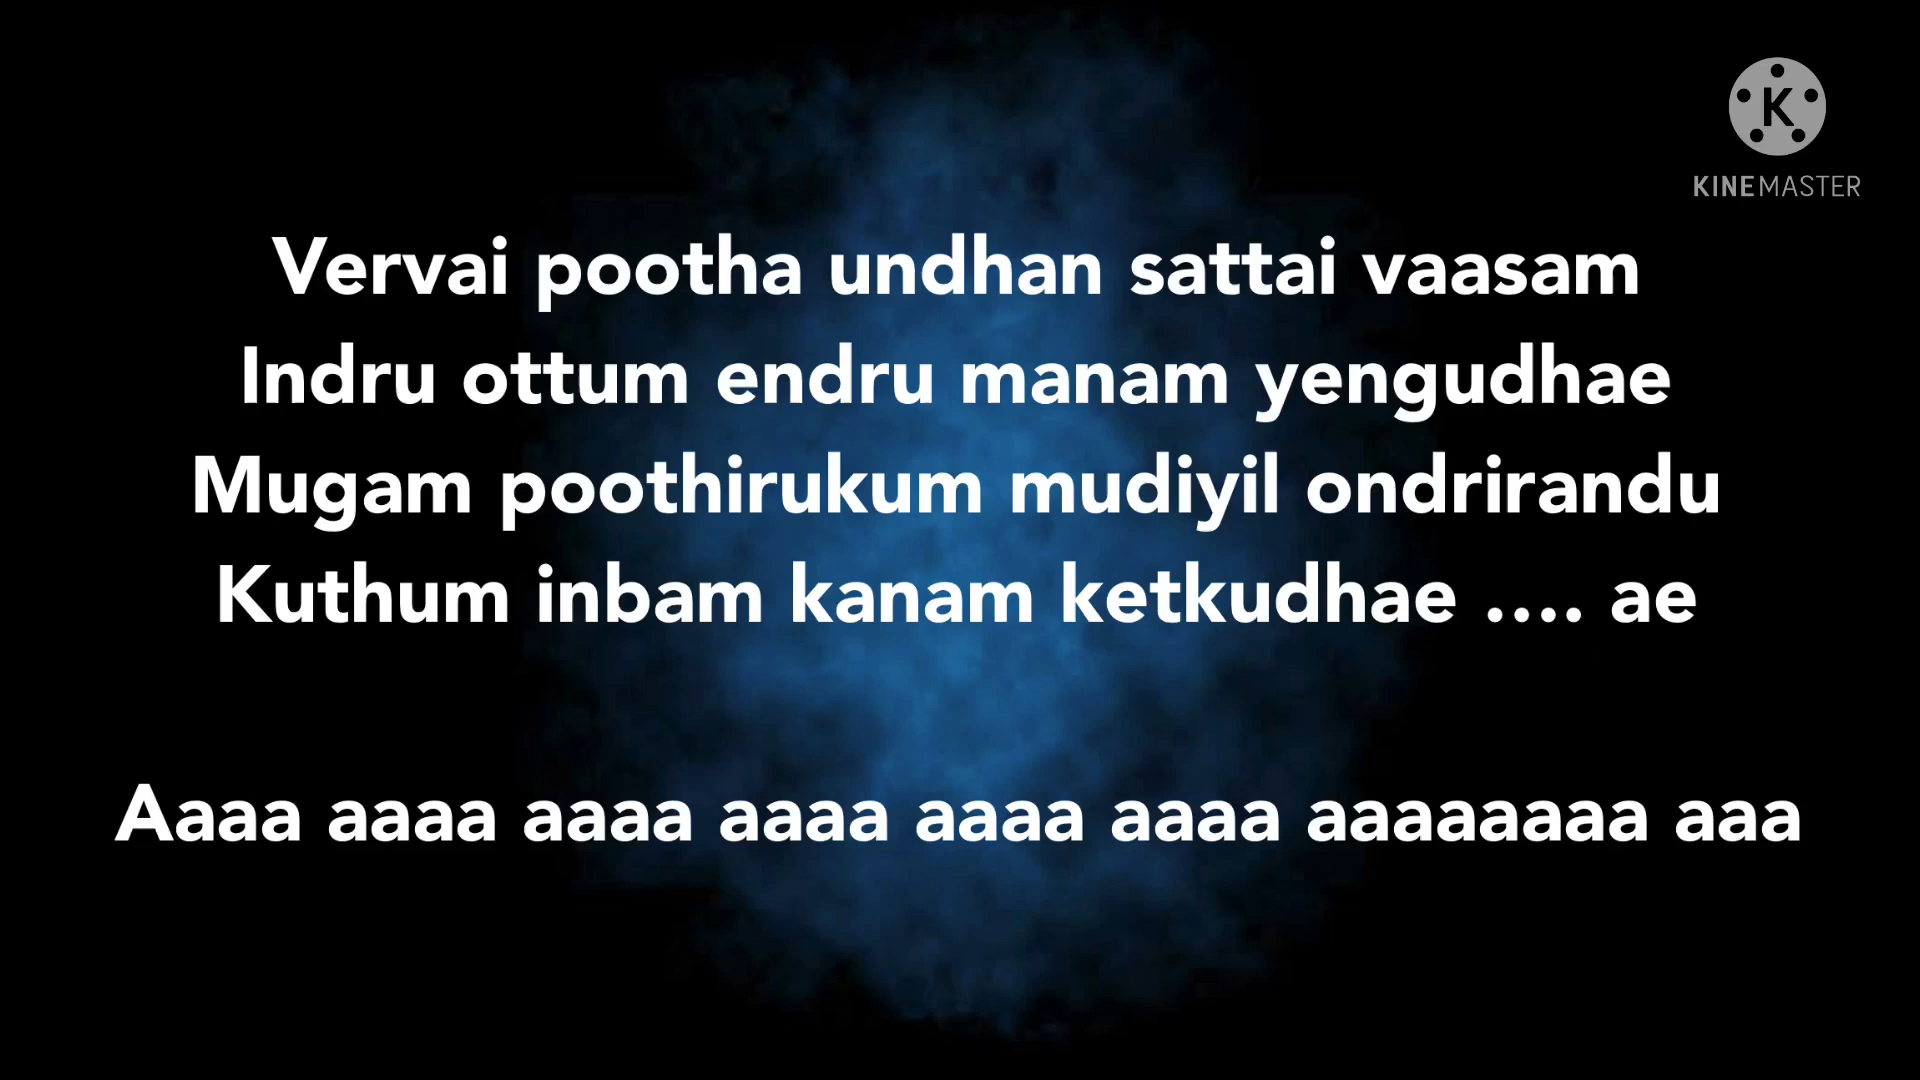 K
KINEMASTER
Vervai pootha undhan sattai vaasam
Indru ottum endru manam yengudhae
Mugam poothirukum mudiyil ondrirandu
Kuthum inbam kanam ketkudhae .... ae
Aaaa aaaa aaaa aaaa aaaa aaaa aaaaaaaa aaa